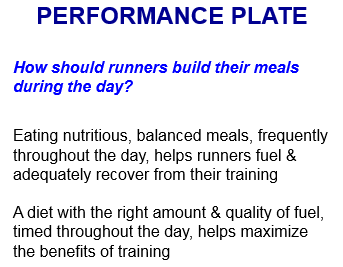 PERFORMANCE PLATE
How should runners build their meals
during the day?
Eating nutritious, balanced meals, frequently
throughout the day, helps runners fuel &
adequately recover from their training
A diet with the right amount & quality of fuel,
timed throughout the day, helps maximize
the benefits of training